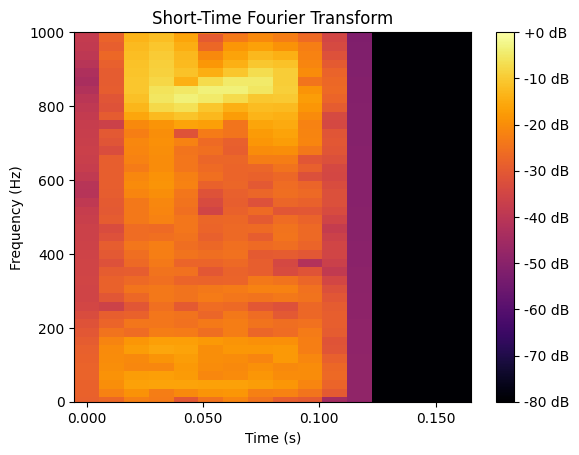 Short-Time Fourier Transform
1000
800
600
400
200
0
Frequency (Hz)
0.000
0.050
0.100
0.150
Time (s)
+0 dB
-10 dB
-20 dB
-30 dB
-40 dB
-50 dB
-60 dB
-70 dB
-80 dB